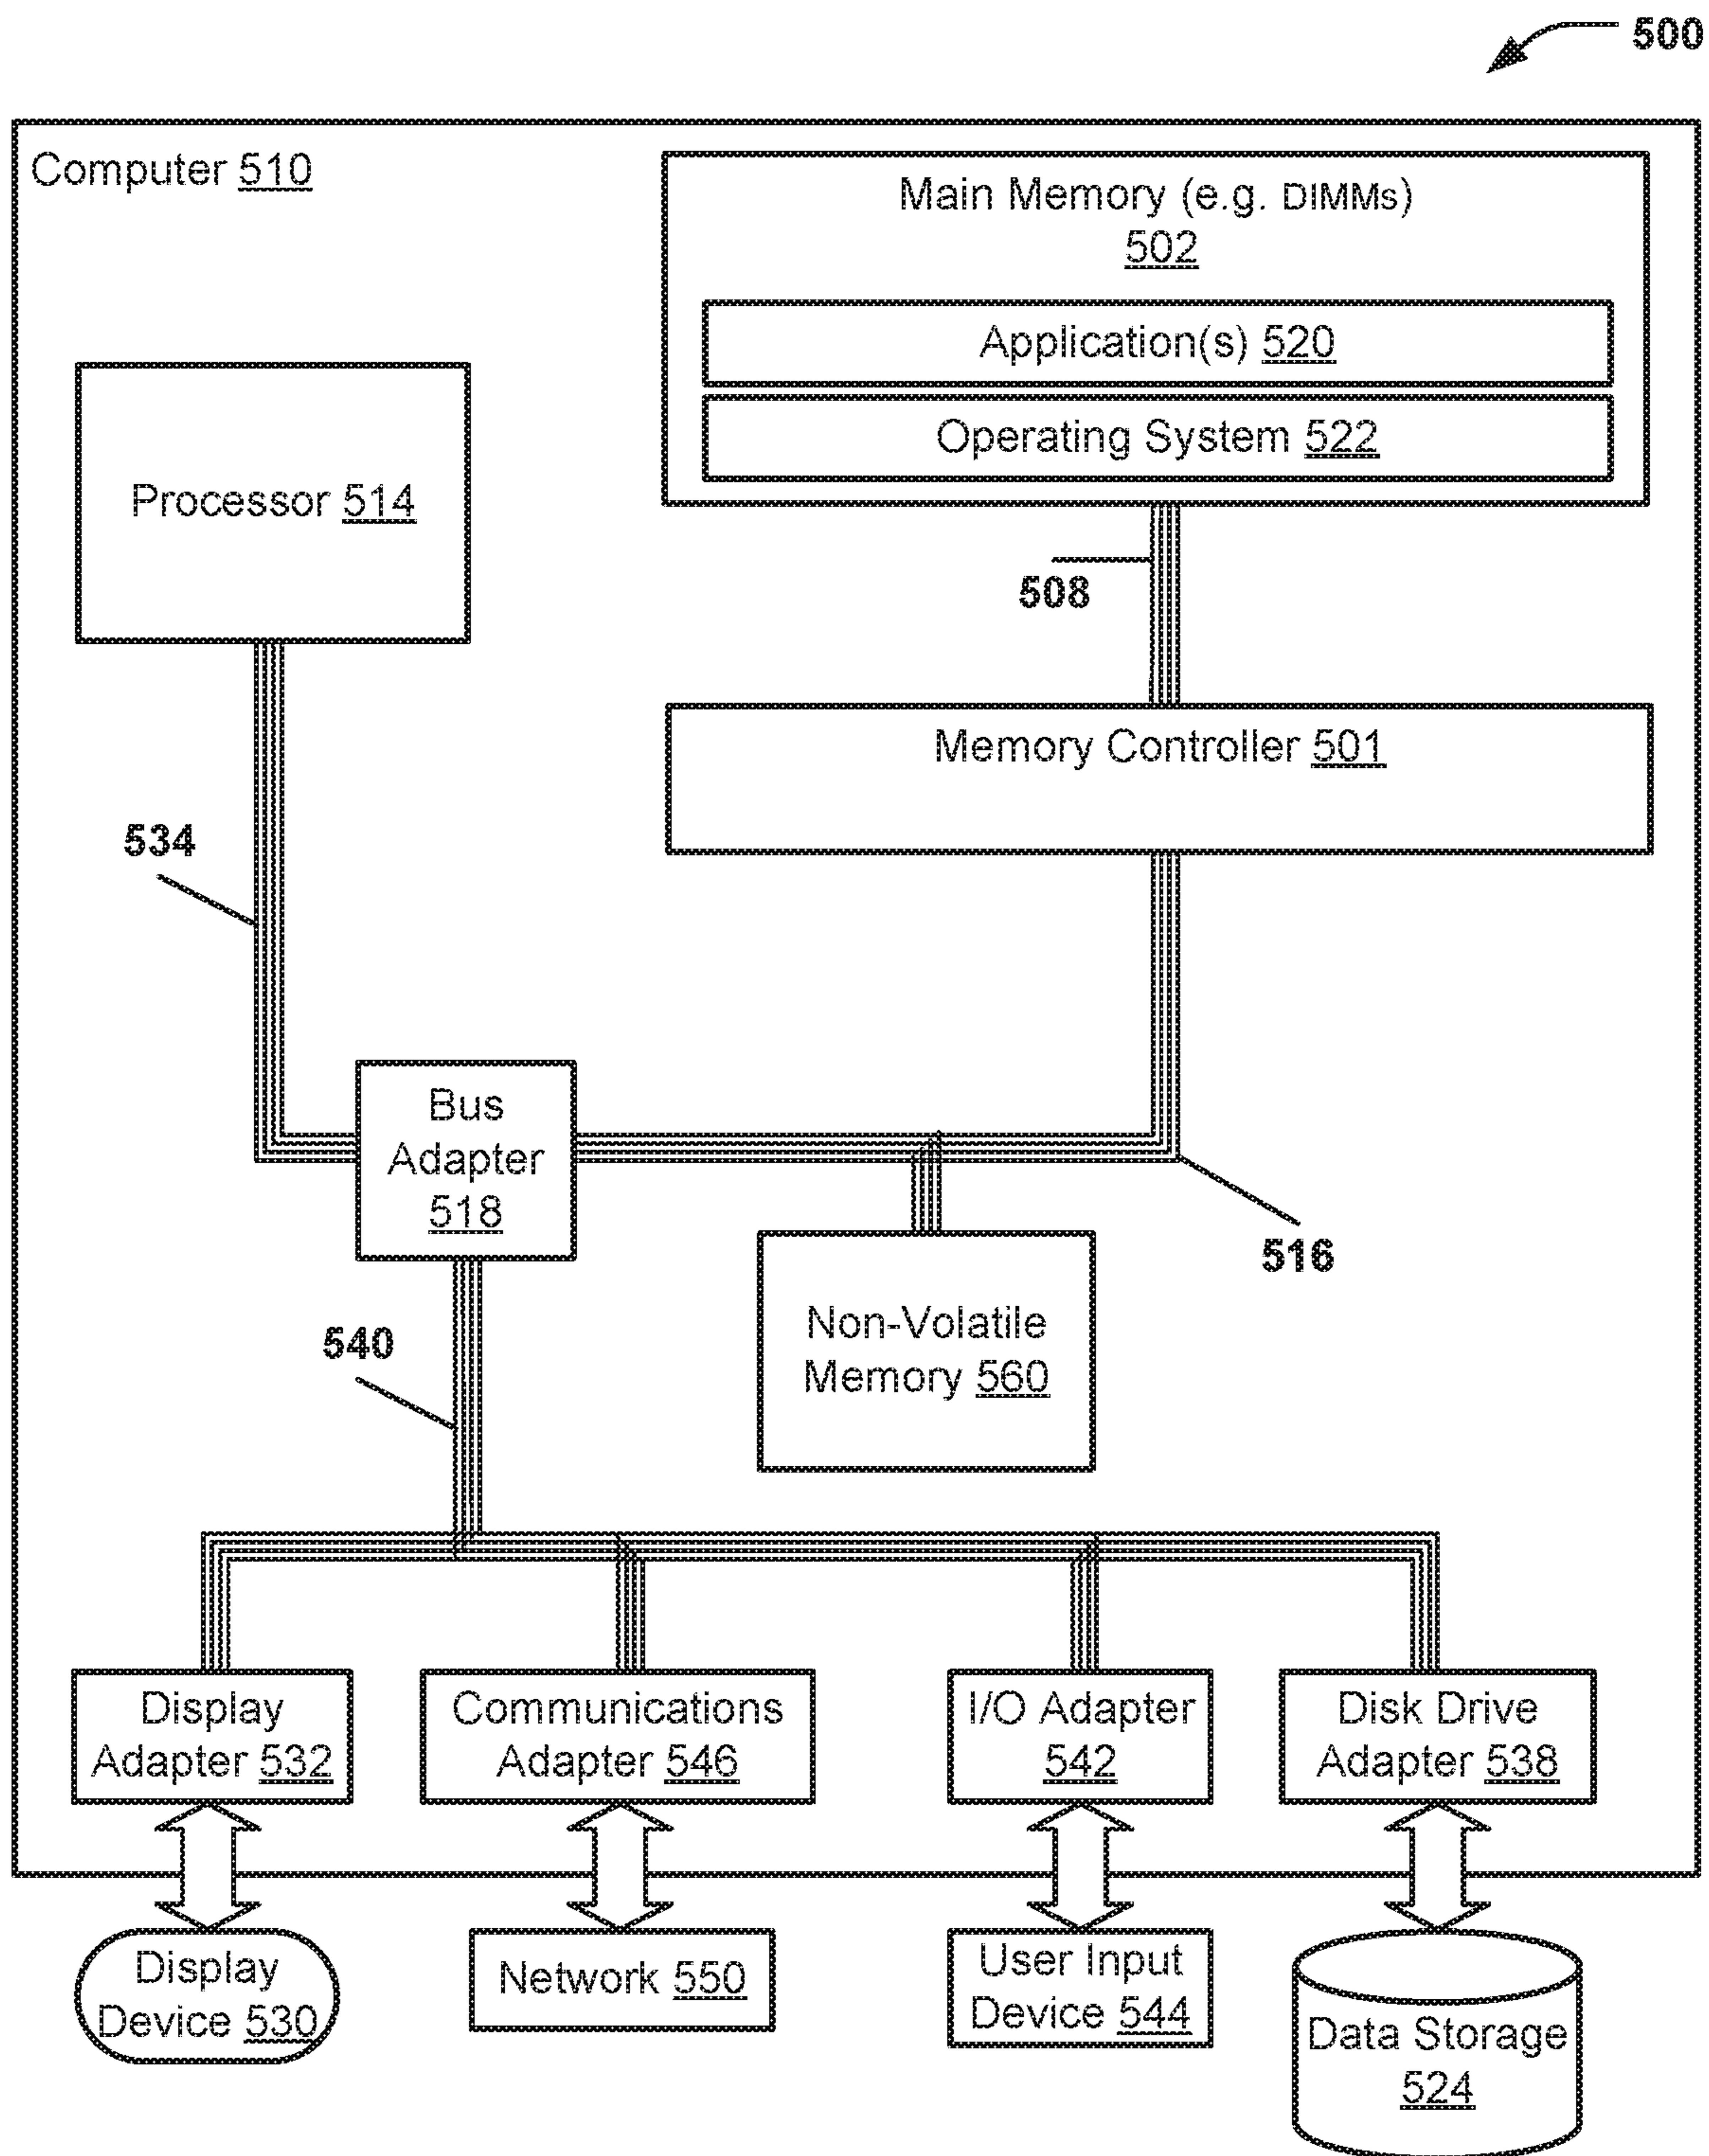 500
Computer 510
Main Memory (e.g. DIMMs)
502
Application(s) 520
Operating System 522
Processor 514
508
Memory Controller 501
534
Bus
Adapter
518
516
Non-Volatile
Memory 560
540
Display
Adapter 532
Communications
Adapter 546
I/O Adapter
542
Disk Drive
Adapter 538
Display
Device 530
Network 550
User Input
Device 544
Data Storage
524